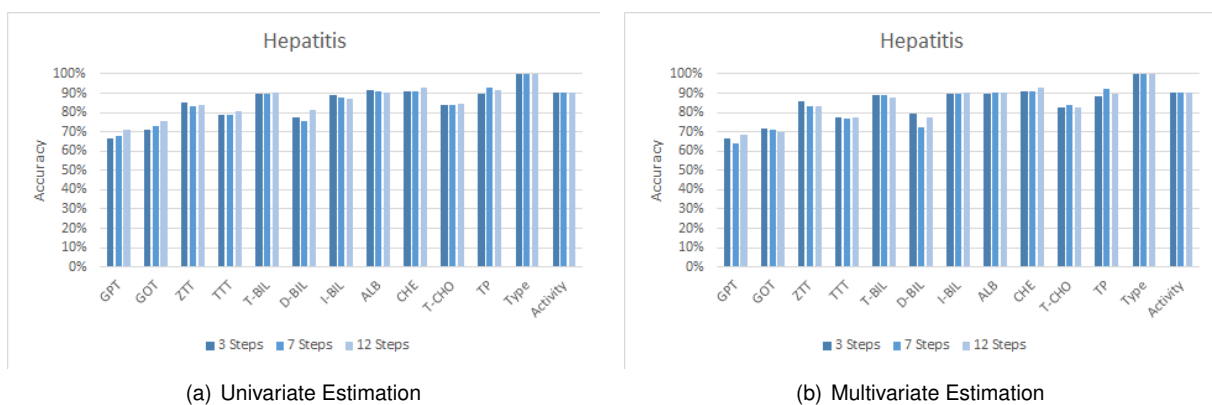 Hepatitis
100%
90%
80%
70%
60%
50%
40%
30%
20%
10%
0%
Accuracy
GPT
GOT
ZTT
TTT
T-BIL
D-BIL
I-BIL
ALB
CHE
T-CHO
TP
Type
Activity
3 Steps 7 Steps 12 Steps
(a) Univariate Estimation
Hepatitis
100%
90%
80%
70%
60%
50%
40%
30%
20%
10%
0%
Accuracy
GPT
GOT
ZTT
TTT
T-BIL
D-BIL
I-BIL
ALB
CHE
T-CHO
TP
Type
Activity
3 Steps 7 Steps 12 Steps
(b) Multivariate Estimation